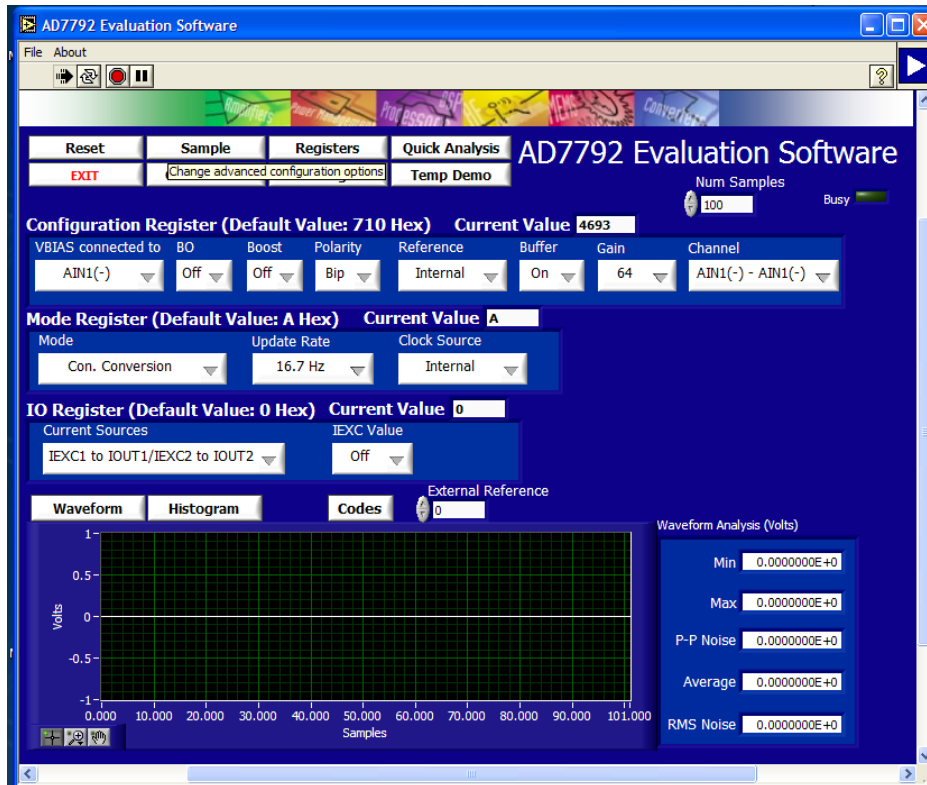 AD7792 Evaluation Software
File About
Amplifiers Power Management Processors DSP MEMS Converters
Reset Sample Registers Quick Analysis
AD7792 Evaluation Software
EXIT Change advanced configuration options Temp Demo
Num Samples
100
Busy
Configuration Register (Default Value: 710 Hex) Current Value 4693
VBIAS connected to BO Boost Polarity Reference Buffer Gain Channel
AIN1(-) Off Off Bip Internal On 64 AIN1(-) - AIN1(-)
Mode Register (Default Value: A Hex) Current Value A
Mode Update Rate Clock Source
Con. Conversion 16.7 Hz Internal
IO Register (Default Value: 0 Hex) Current Value 0
Current Sources IEXC Value
IEXC1 to IOUT1/IEXC2 to IOUT2 Off
External Reference
Waveform Histogram Codes 0
Waveform Analysis (Volts)
1
0.5
0
-0.5
-1
Volts
0.000 10.000 20.000 30.000 40.000 50.000 60.000 70.000 80.000 90.000 101.000
Samples
Min 0.0000000E+0
Max 0.0000000E+0
P-P Noise 0.0000000E+0
Average 0.0000000E+0
RMS Noise 0.0000000E+0